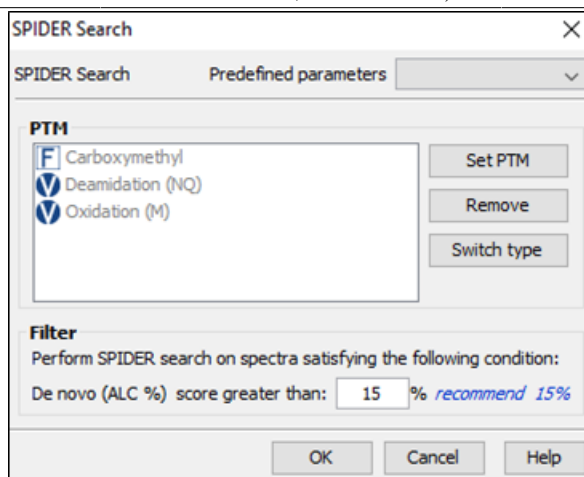 SPIDER Search
SPIDER Search Predefined parameters
PTM
F Carboxymethyl
V Deamidation (NQ)
V Oxidation (M)
Set PTM
Remove
Switch type
Filter
Perform SPIDER search on spectra satisfying the following condition:
De novo (ALC %) score greater than: 15 % recommend 15%
OK Cancel Help